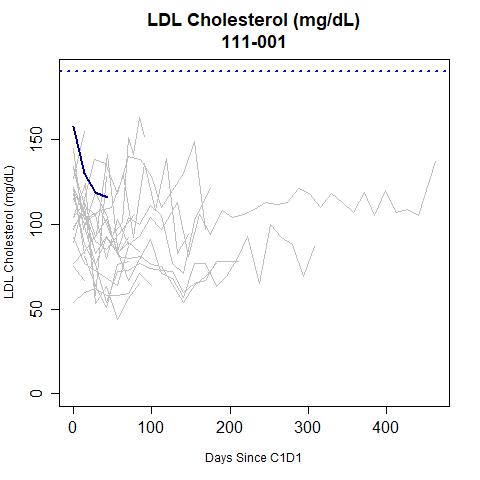 LDL Cholesterol (mg/dL)
111-001
LDL Cholesterol (mg/dL)
150
100
50
0
0 100 200 300 400
Days Since C1D1